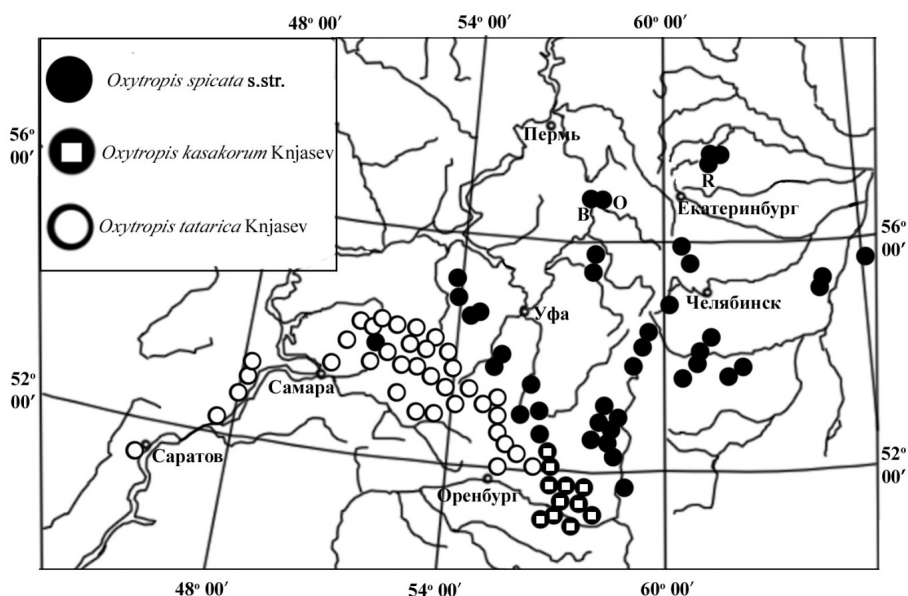 48° 00′
54° 00′
60° 00′
Oxytropis spicata s.str.
56°
00′
Oxytropis kasakorum Knjasev
Oxytropis tatarica Knjasev
Пермь
R
B O
Екатеринбург
56°
00′
Челябинск
Уфа
52°
00′
Самара
Саратов
52°
00′
Оренбург
48° 00′
54° 00′
60° 00′